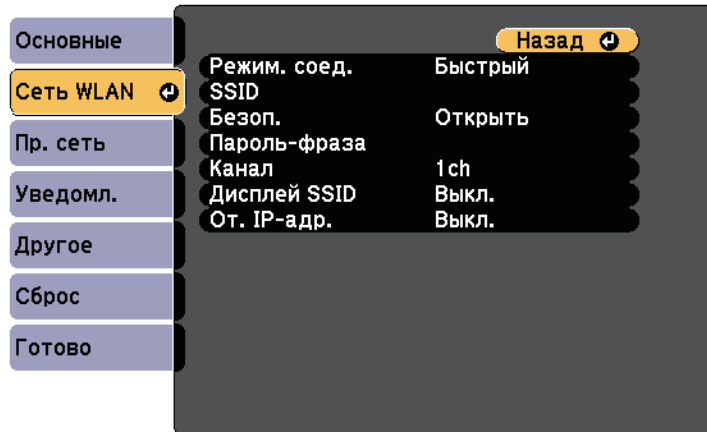 Основные
Сеть WLAN
Пр. сеть
Уведомл.
Другое
Сброс
Готово
Назад
Режим. соед. Быстрый
SSID
Безоп. Открыть
Пароль-фраза
Канал 1ch
Дисплей SSID Выкл.
От. IP-адр. Выкл.